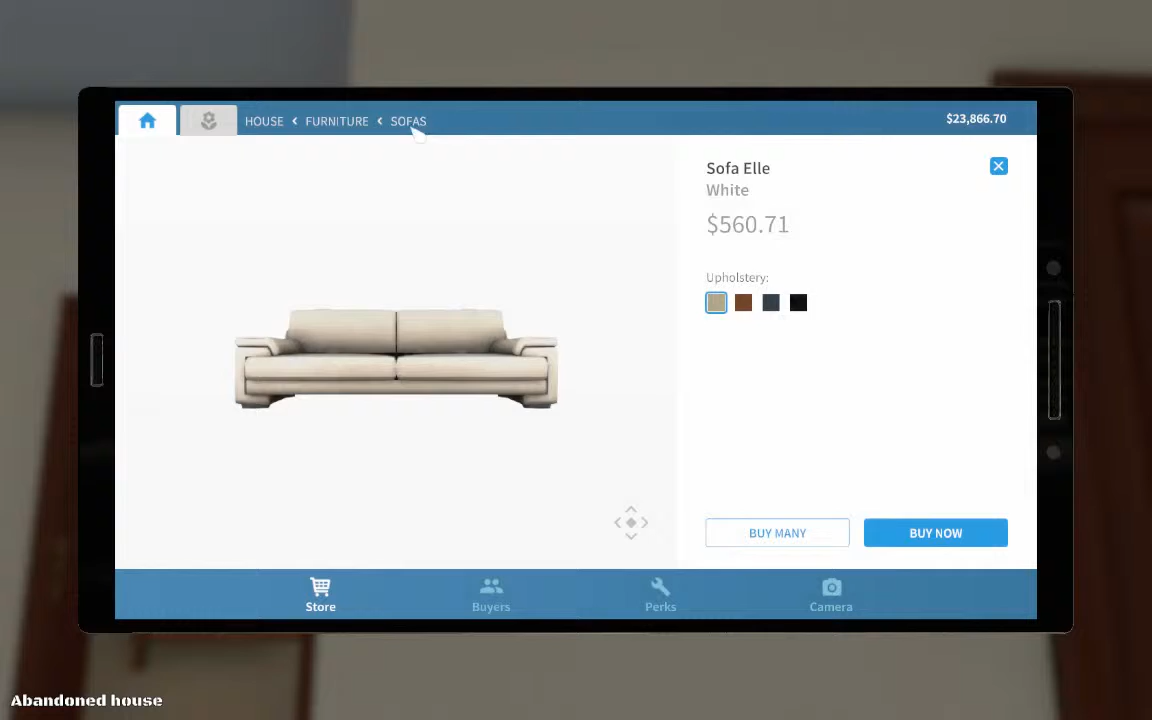 HOUSE < FURNITURE < SOFAS
$23,866.70
Sofa Elle
White
$560.71
Upholstery:
BUY MANY
BUY NOW
Store
Buyers
Perks
Camera
Abandoned house